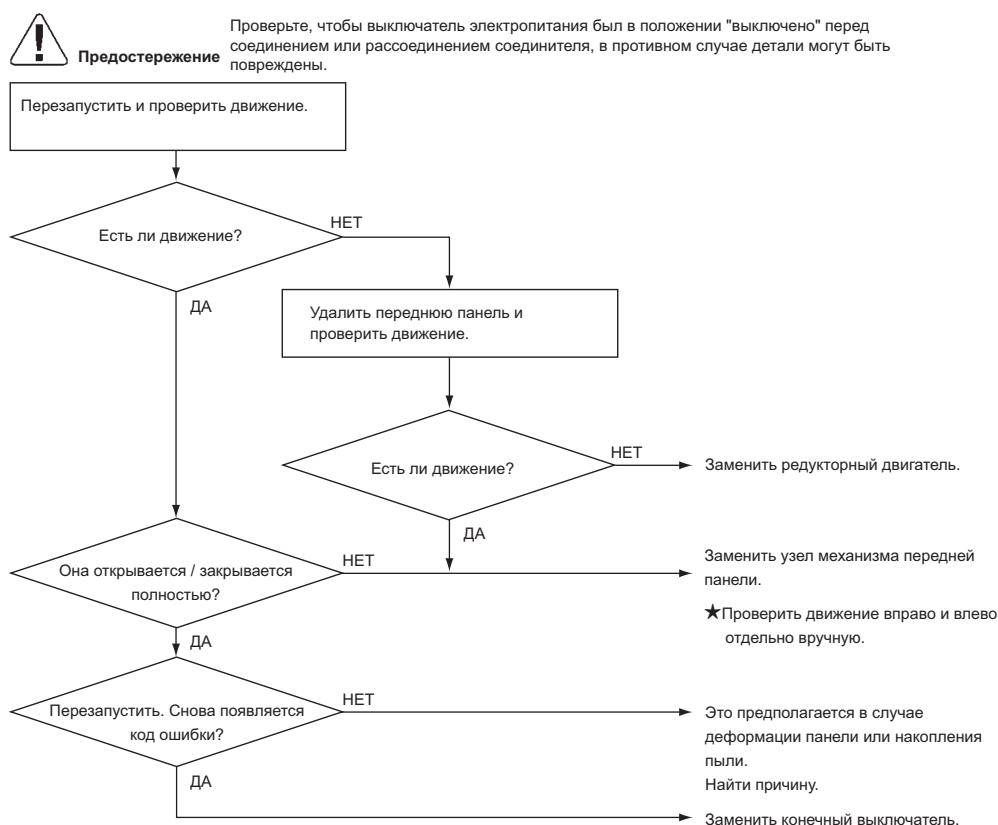 Проверьте, чтобы выключатель электропитания был в положении "выключено" перед
соединением или рассоединением соединителя, в противном случае детали могут быть
повреждены.
Предостережение
Перезапустить и проверить движение.
Есть ли движение?
НЕТ
ДА
Удалить переднюю панель и
проверить движение.
Есть ли движение?
НЕТ
Заменить редукторный двигатель.
ДА
Она открывается / закрывается
полностью?
НЕТ
Заменить узел механизма передней
панели.
★Проверить движение вправо и влево
отдельно вручную.
ДА
Перезапустить. Снова появляется
код ошибки?
НЕТ
Это предполагается в случае
деформации панели или накопления
пыли.
Найти причину.
ДА
Заменить конечный выключатель.